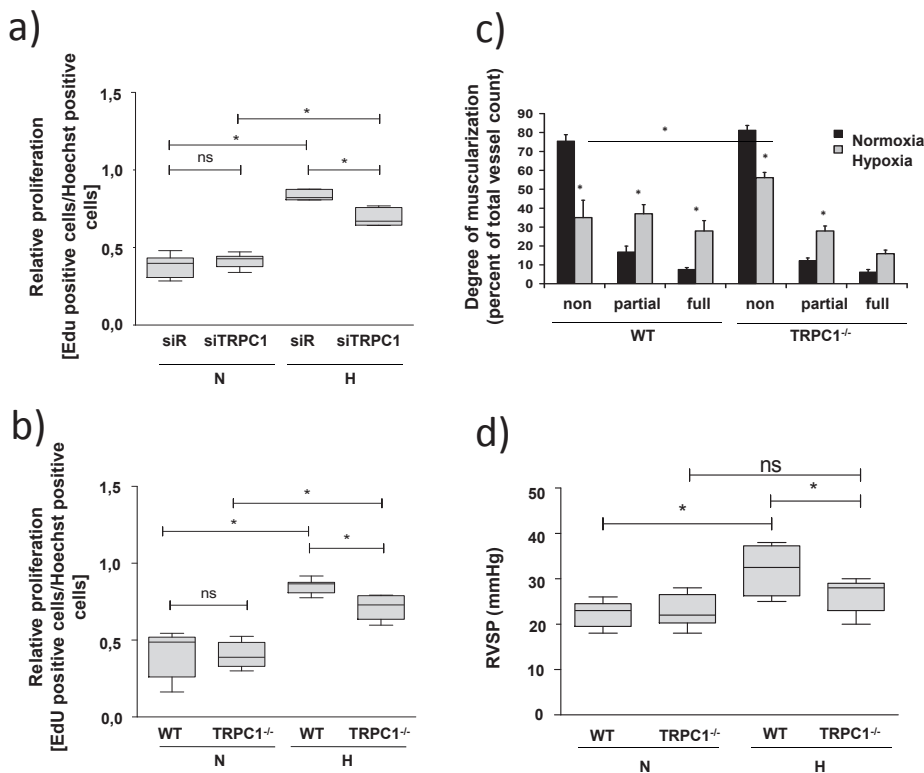 a)
Relative proliferation
[Edu positive cells/Hoechst positive
cells]
1,5
1,0
0,5
0,0
*
*
ns
*
siR siTRPC1 siR siTRPC1
N H
b)
Relative proliferation
[EdU positive cells/Hoechst positive
cells]
1,5
1,0
0,5
0,0
*
*
*
ns
WT TRPC1-/- WT TRPC1-/-
N H
c)
Degree of muscularization
(percent of total vessel count)
90
80
70
60
50
40
30
20
10
0
*
* * * * *
Normoxia
Hypoxia
non partial full non partial full
WT TRPC1-/-
d)
RVSP (mmHg)
50
40
30
20
10
0
ns
*
*
WT TRPC1-/- WT TRPC1-/-
N H